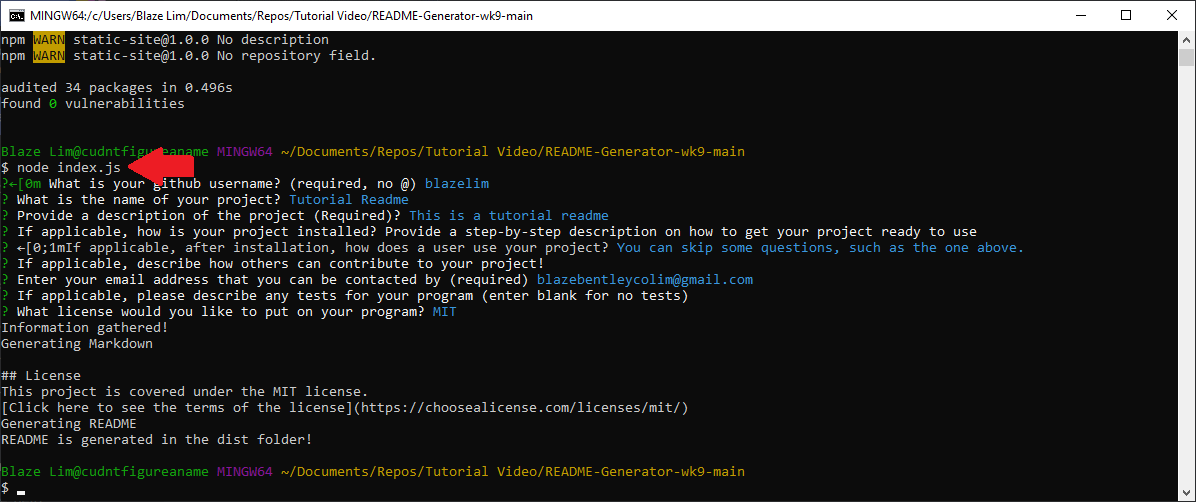 MINGW64:/c/Users/Blaze Lim/Documents/Repos/Tutorial Video/README-Generator-wk9-main
npm WARN static-site@1.0.0 No description
npm WARN static-site@1.0.0 No repository field.
audited 34 packages in 0.496s
found 0 vulnerabilities
Blaze Lim@cudntfigureaname MINGW64 ~/Documents/Repos/Tutorial Video/README-Generator-wk9-main
$ node index.js
?←[0m What is your github username? (required, no @) blazelim
? What is the name of your project? Tutorial Readme
? Provide a description of the project (Required)? This is a tutorial readme
? If applicable, how is your project installed? Provide a step-by-step description on how to get your project ready to use
? ←[0;1mIf applicable, after installation, how does a user use your project? You can skip some questions, such as the one above.
? If applicable, describe how others can contribute to your project!
? Enter your email address that you can be contacted by (required) blazebentleycolim@gmail.com
? If applicable, please describe any tests for your program (enter blank for no tests)
? What license would you like to put on your program? MIT
Information gathered!
Generating Markdown
## License
This project is covered under the MIT license.
[Click here to see the terms of the license](https://choosealicense.com/licenses/mit/)
Generating README
README is generated in the dist folder!
Blaze Lim@cudntfigureaname MINGW64 ~/Documents/Repos/Tutorial Video/README-Generator-wk9-main
$